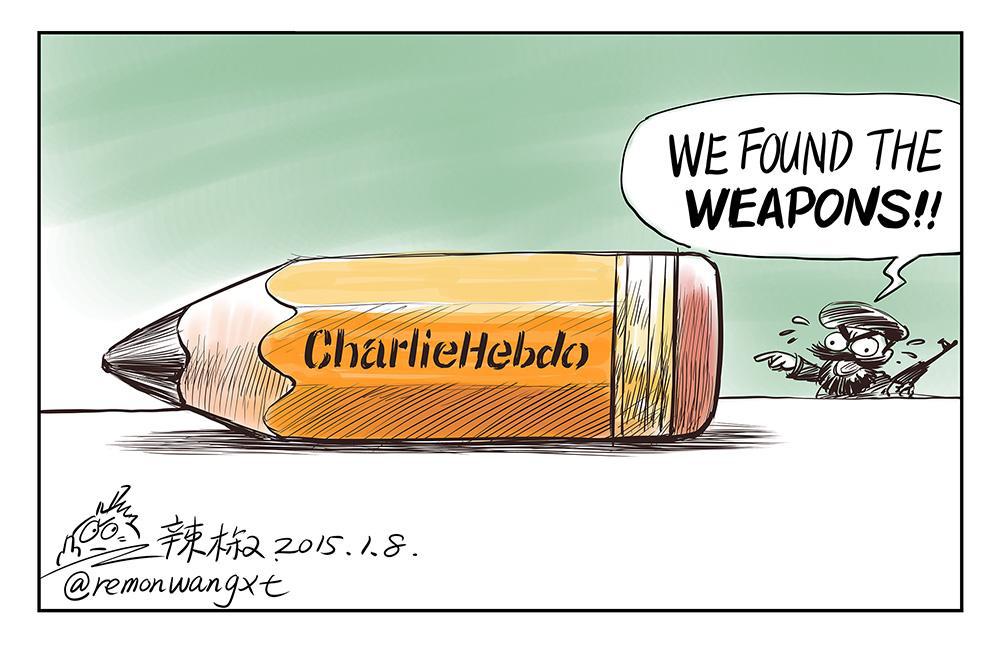 WE FOUND THE
WEAPONS!!
CharlieHebdo
辣椒 2015.1.8.
@remonwangxt